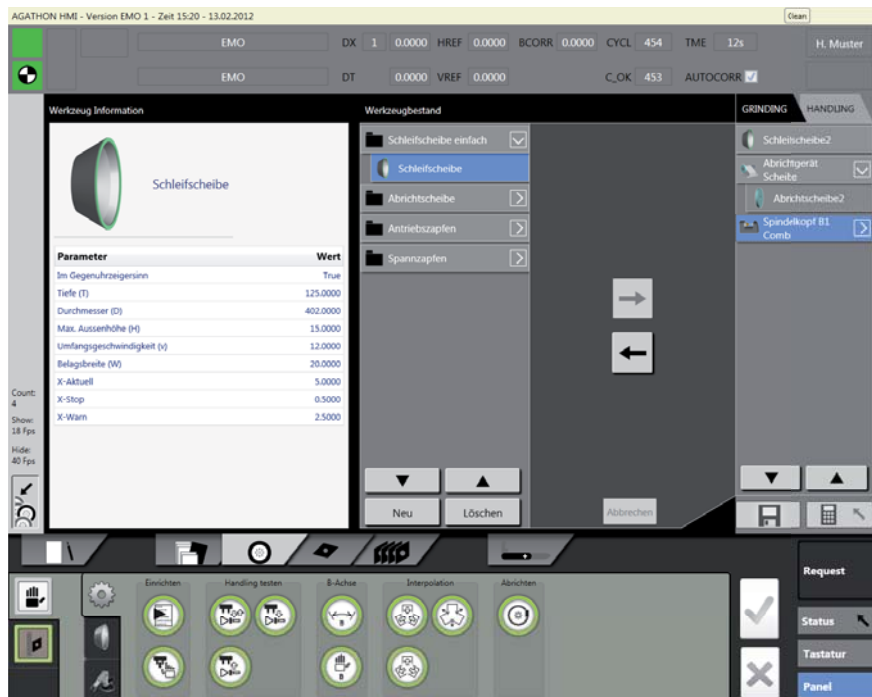 AGATHON HMI - Version EMO 1 - Zeit 15:20 - 13.02.2012
Clean
EMO DX 1 0.0000 HREF 0.0000 BCORR 0.0000 CYCL 454 TME 12s H. Muster
EMO DT 0.0000 VREF 0.0000 C_OK 453 AUTOCORR
Werkzeug Information
Werkzeugbestand
GRINDING HANDLING
Schleifscheibe
Parameter Wert
Im Gegenuhrzeigersinn True
Tiefe (T) 125.0000
Durchmesser (D) 402.0000
Max. Aussenhöhe (H) 15.0000
Umfangsgeschwindigkeit (v) 12.0000
Belagsbreite (W) 20.0000
X-Aktuell 5.0000
X-Stop 0.5000
X-Warn 2.5000
Schleifscheibe einfach
Schleifscheibe
Abrichtscheibe
Antriebszapfen
Spannzapfen
Neu
Löschen
Abbrechen
Schleifscheibe2
Abrichtgerät
Scheibe
Abrichtscheibe2
Spindelkopf B1
Comb
Count:
4
Show:
18 Fps
Hide:
40 Fps
Einrichten
Handling testen
B-Achse
Interpolation
Abrichten
B
B
Request
Status
Tastatur
Panel